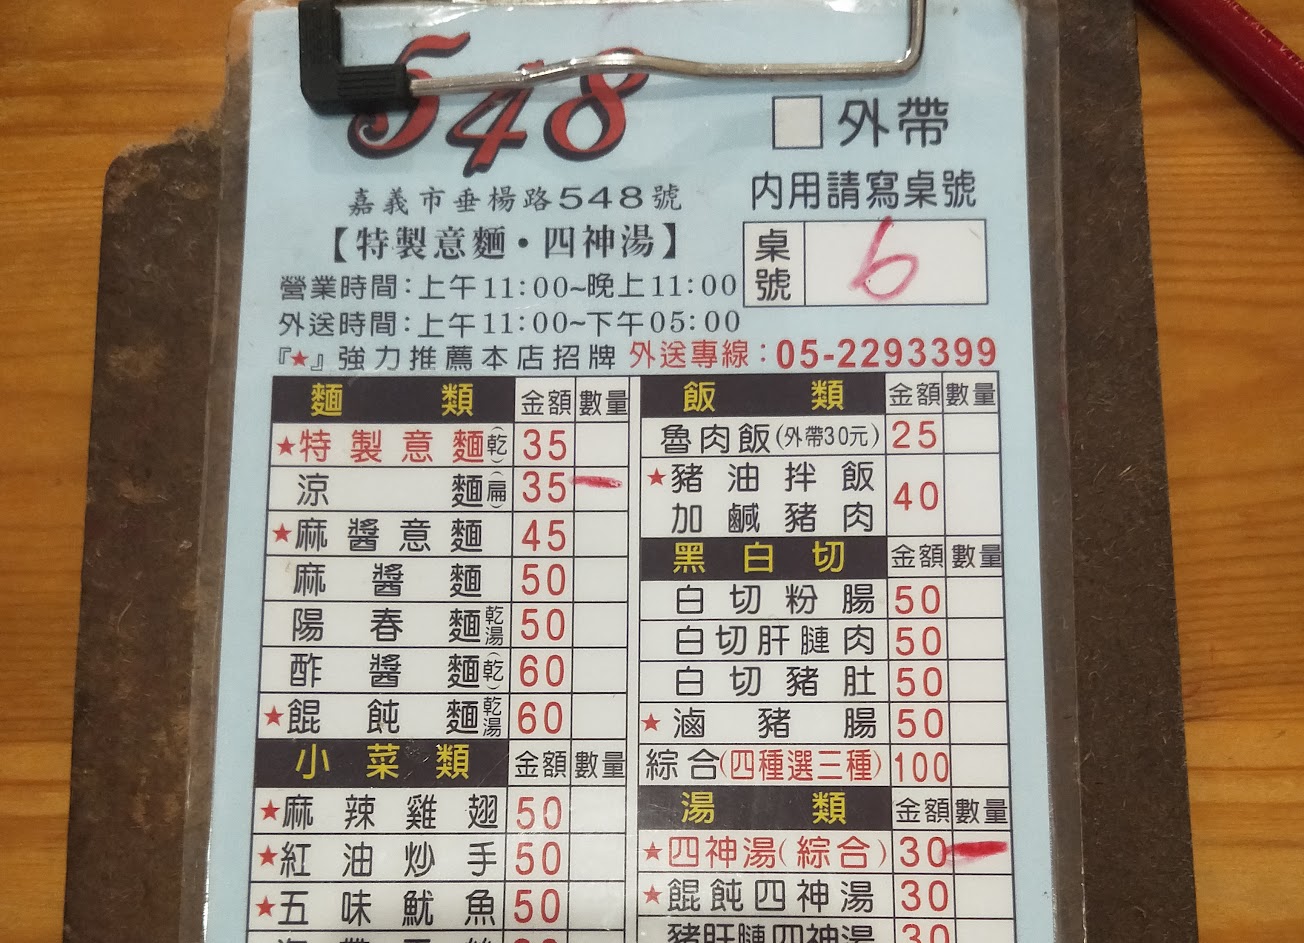 548
嘉義市垂楊路548號
【特製意麵·四神湯】
營業時間：上午11:00~晚上11:00
外送時間：上午11:00~下午05:00
『★』強力推薦本店招牌 外送專線：05-2293399
外帶
內用請寫桌號
桌號 6
麵類 金額 數量
★特製意麵(乾) 35
涼麵(扁) 35 一
★麻醬意麵 45
麻醬麵 50
陽春麵 乾湯 50
酢醬麵(乾) 60
★餛飩麵 乾湯 60
小菜類 金額 數量
★麻辣雞翅 50
★紅油炒手 50
★五味魷魚 50
飯類 金額 數量
魯肉飯(外帶30元) 25
★豬油拌飯
加鹹豬肉 40
黑白切 金額 數量
白切粉腸 50
白切肝膁肉 50
白切豬肚 50
★滷豬腸 50
綜合(四種選三種) 100
湯類 金額 數量
★四神湯(綜合) 30 一
★餛飩四神湯 30
豬肝膁四神湯 30